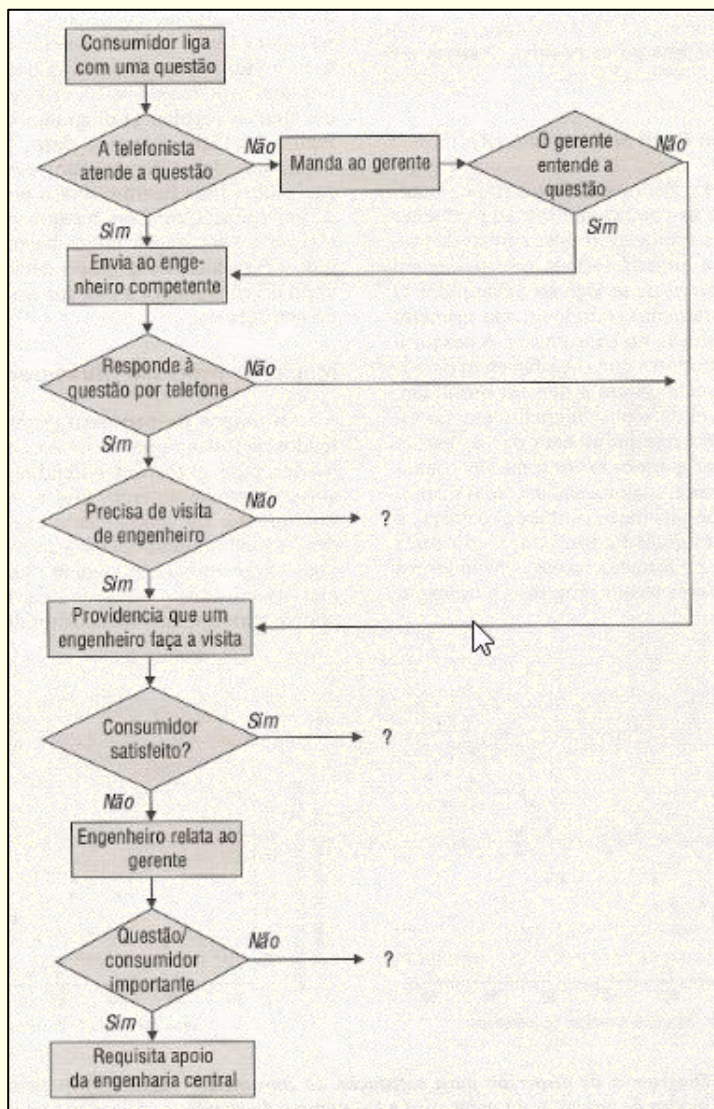 Consumidor liga
com uma questão
A telefonista
atende a questão
Não
Manda ao gerente
O gerente
entende a
questão
Não
Sim
Sim
Envia ao enge-
nheiro competente
Responde à
questão por telefone
Não
Sim
Precisa de visita
de engenheiro
Não
?
Sim
Providencia que um
engenheiro faça a visita
Consumidor
satisfeito?
Sim
?
Não
Engenheiro relata ao
gerente
Questão/
consumidor
importante
Não
?
Sim
Requisita apoio
da engenharia central